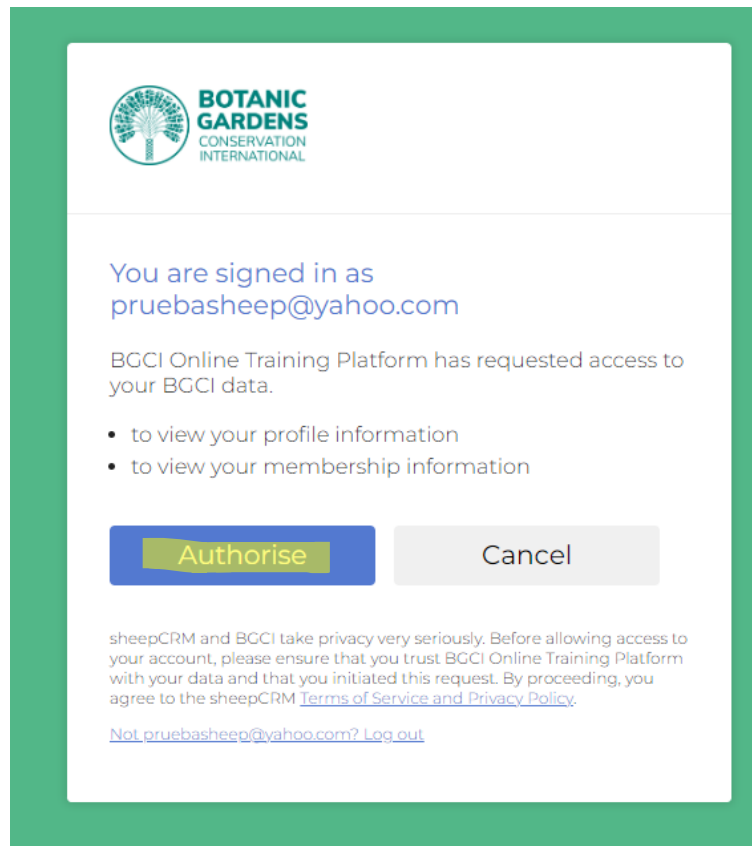 BOTANIC
GARDENS
CONSERVATION
INTERNATIONAL
You are signed in as
pruebasheep@yahoo.com
BGCI Online Training Platform has requested access to
your BGCI data.
• to view your profile information
• to view your membership information
Authorise
Cancel
sheepCRM and BGCI take privacy very seriously. Before allowing access to
your account, please ensure that you trust BGCI Online Training Platform
with your data and that you initiated this request. By proceeding, you
agree to the sheepCRM Terms of Service and Privacy Policy.
Not pruebasheep@yahoo.com? Log out